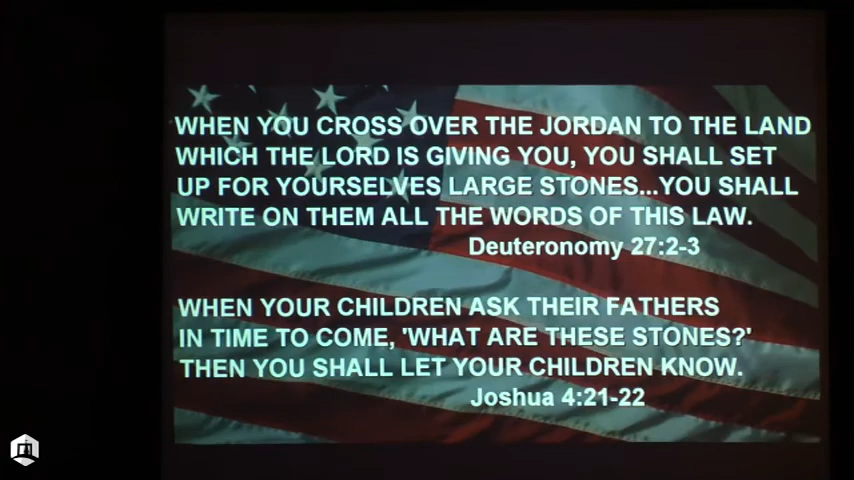 WHEN YOU CROSS OVER THE JORDAN TO THE LAND
WHICH THE LORD IS GIVING YOU, YOU SHALL SET
UP FOR YOURSELVES LARGE STONES...YOU SHALL
WRITE ON THEM ALL THE WORDS OF THIS LAW.
Deuteronomy 27:2-3
WHEN YOUR CHILDREN ASK THEIR FATHERS
IN TIME TO COME, 'WHAT ARE THESE STONES?'
THEN YOU SHALL LET YOUR CHILDREN KNOW.
Joshua 4:21-22